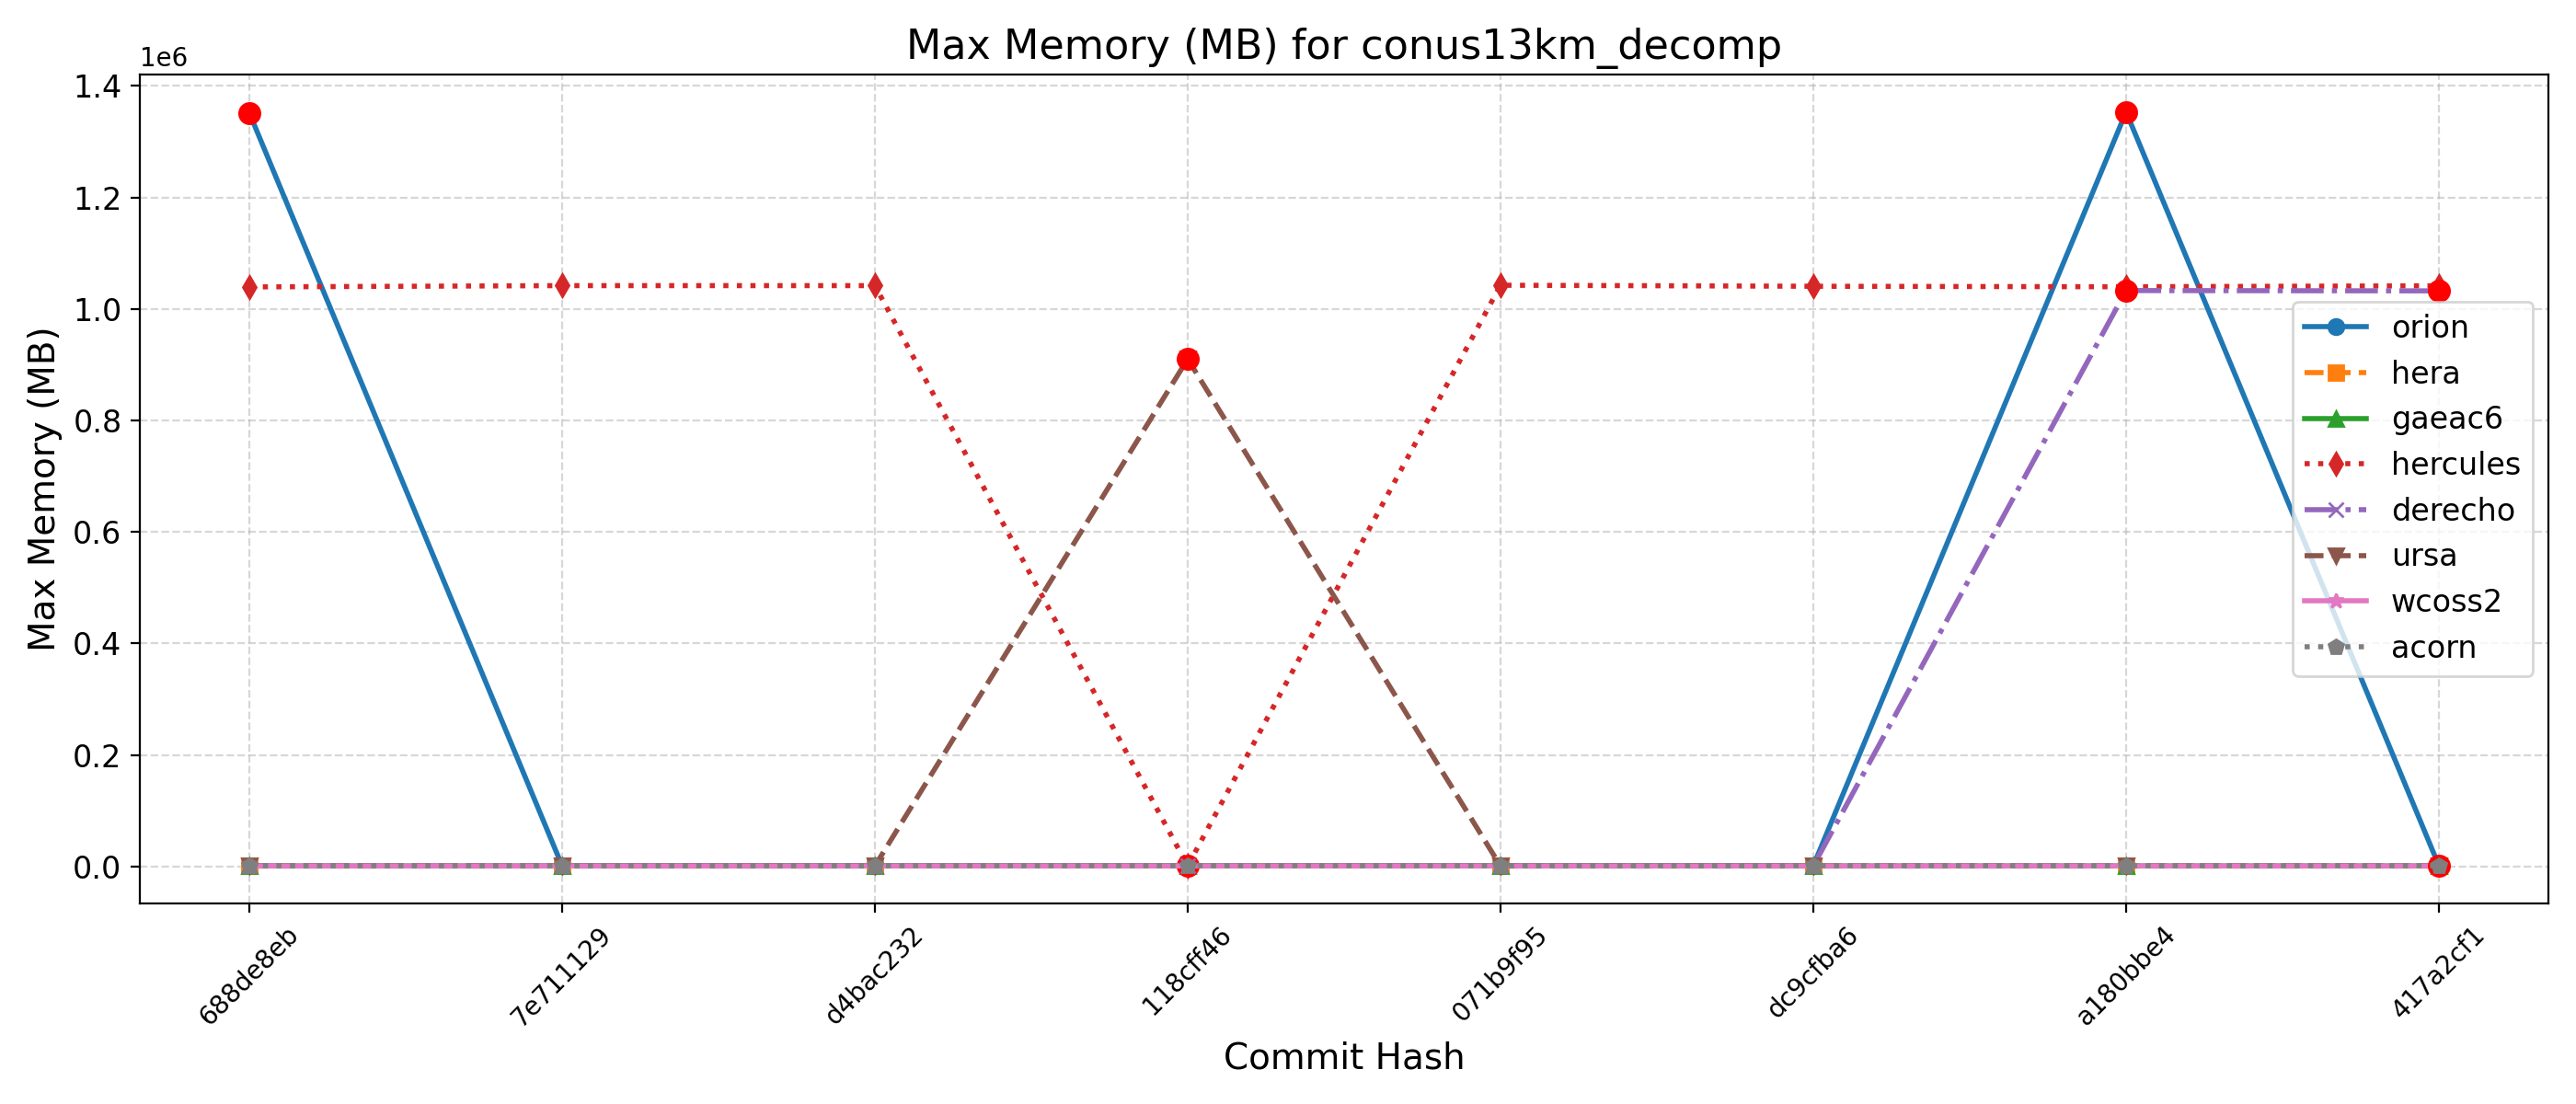 Max Memory (MB) for conus13km_decomp
1e6
1.4
1.2
1.0
0.8
0.6
0.4
0.2
0.0
Max Memory (MB)
orion
hera
gaeac6
hercules
derecho
ursa
wcoss2
acorn
688de8eb
7e711129
d4bac232
118cff46
071b9f95
dc9cfba6
a180bbe4
417a2cf1
Commit Hash